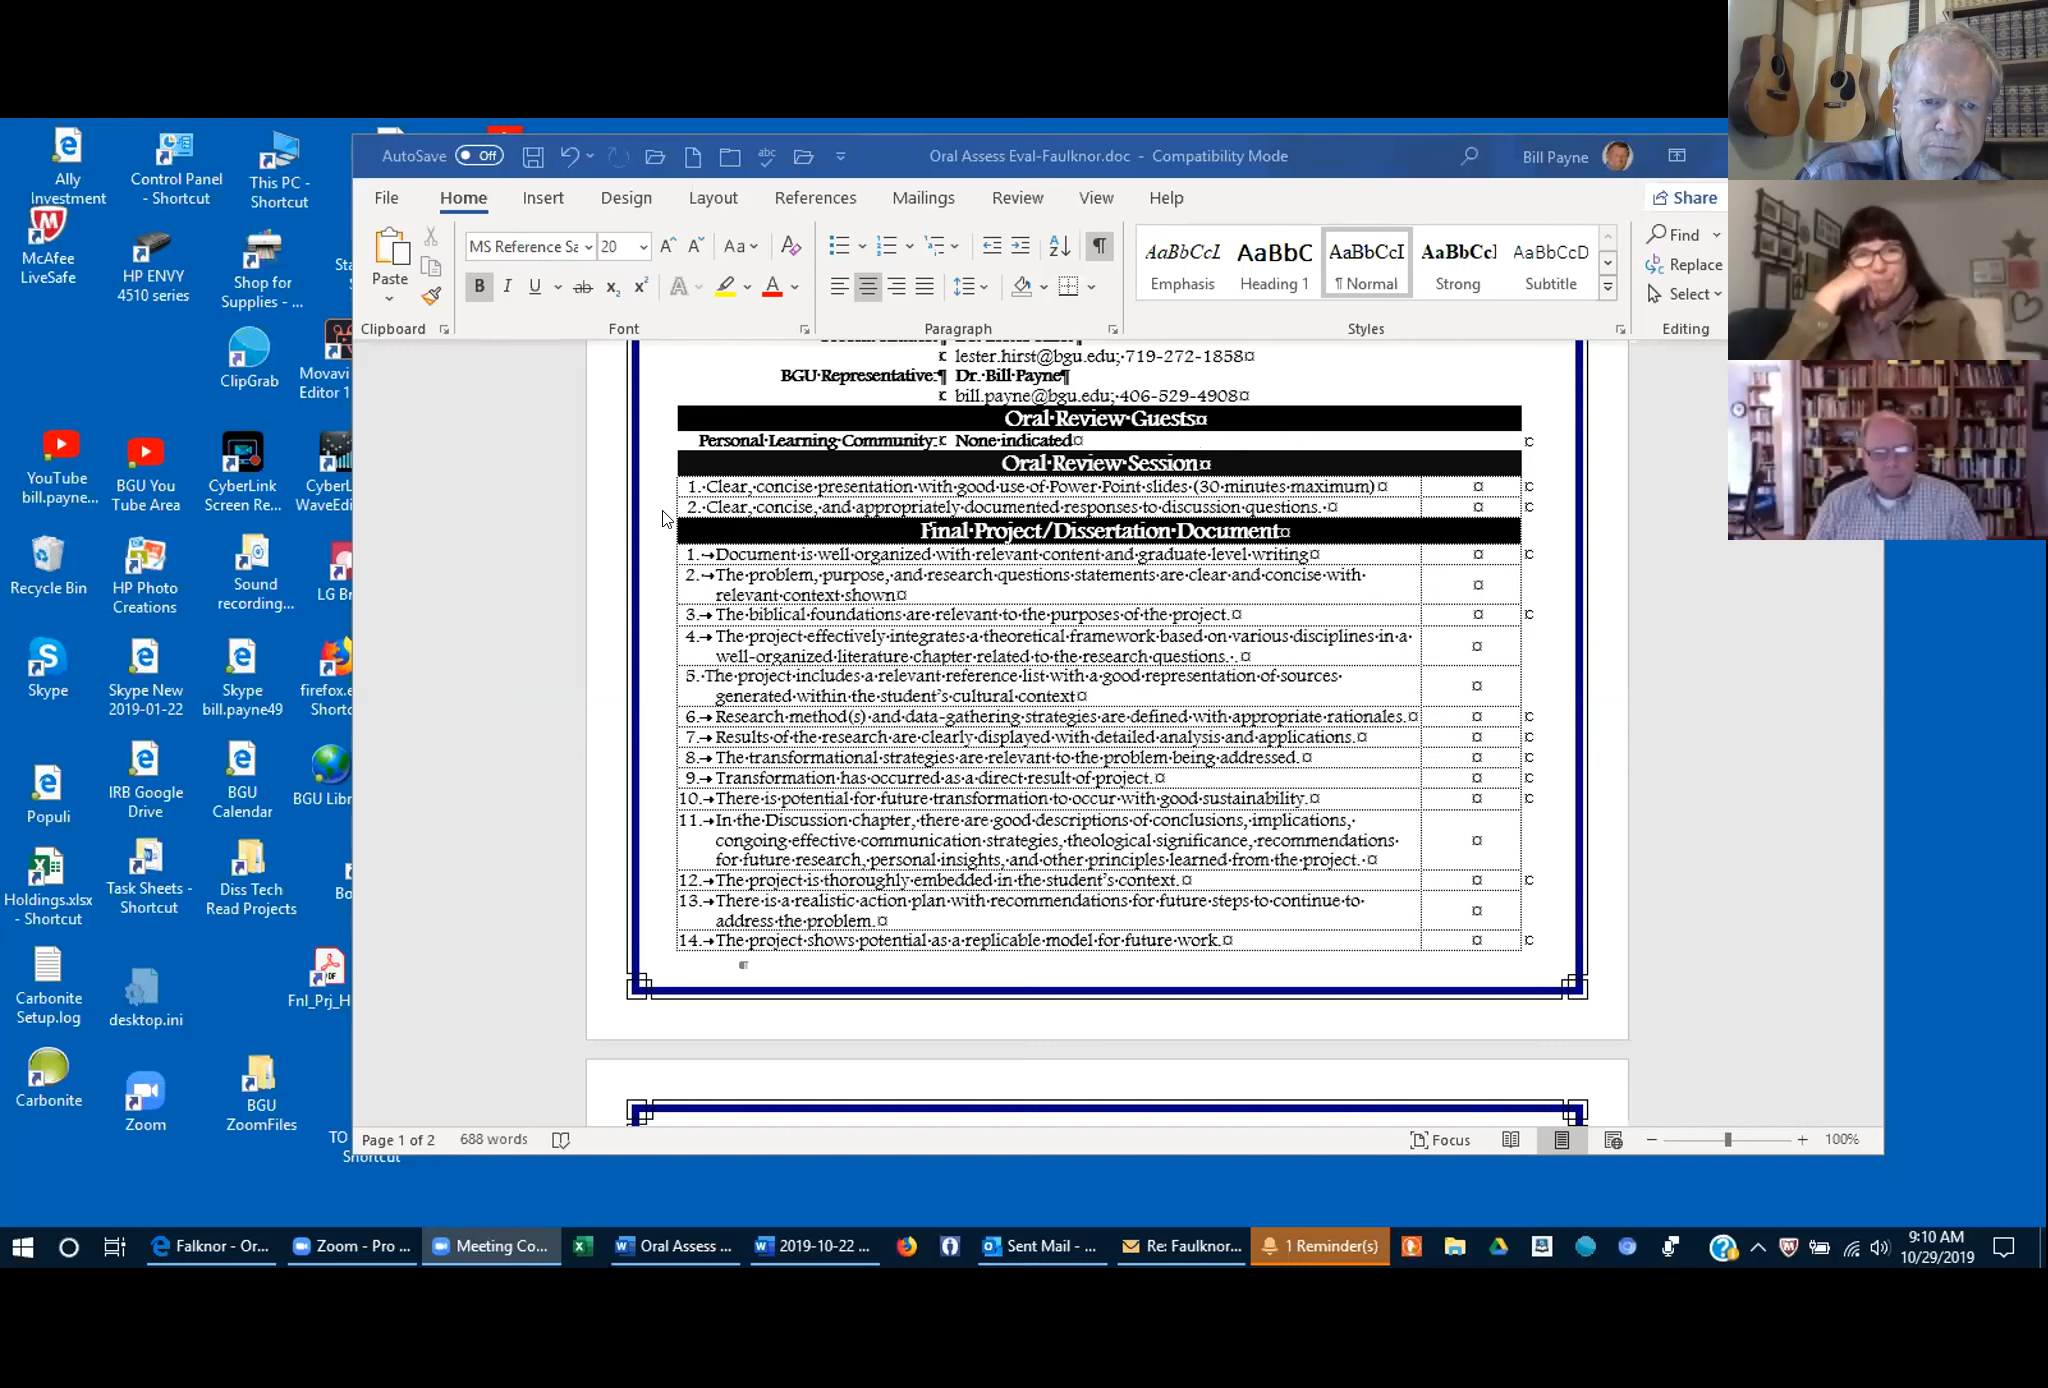 AutoSave Off
Oral Assess Eval-Faulknor.doc - Compatibility Mode
Bill Payne
File Home Insert Design Layout References Mailings Review View Help
Share
Paste
MS Reference Sa 20
AaBbCcI AaBbC AaBbCcI AaBbCcI AaBbCcD
Emphasis Heading 1 ¶ Normal Strong Subtitle
Find
Replace
Select
Clipboard Font Paragraph Styles Editing
lester.hirst@bgu.edu; 719-272-1858
BGU Representative: Dr. Bill Payne
bill.payne@bgu.edu; 406-529-4908
Oral Review Guests
Personal Learning Community: None indicated
Oral Review Session
1. Clear, concise presentation with good use of Power Point slides (30 minutes maximum)
2. Clear, concise, and appropriately documented responses to discussion questions.
Final Project/Dissertation Document
1. Document is well organized with relevant content and graduate level writing
2. The problem, purpose, and research questions statements are clear and concise with
relevant context shown
3. The biblical foundations are relevant to the purposes of the project.
4. The project effectively integrates a theoretical framework based on various disciplines in a
well-organized literature chapter related to the research questions. .
5. The project includes a relevant reference list with a good representation of sources
generated within the student's cultural context
6. Research method(s) and data-gathering strategies are defined with appropriate rationales.
7. Results of the research are clearly displayed with detailed analysis and applications.
8. The transformational strategies are relevant to the problem being addressed.
9. Transformation has occurred as a direct result of project.
10. There is potential for future transformation to occur with good sustainability.
11. In the Discussion chapter, there are good descriptions of conclusions, implications,
congoing effective communication strategies, theological significance, recommendations
for future research, personal insights, and other principles learned from the project.
12. The project is thoroughly embedded in the student's context.
13. There is a realistic action plan with recommendations for future steps to continue to
address the problem.
14. The project shows potential as a replicable model for future work.
Page 1 of 2 688 words
Focus
100%
Ally
Investment
Control Panel
- Shortcut
This PC -
Shortcut
McAfee
LiveSafe
HP ENVY
4510 series
Shop for
Supplies - ...
ClipGrab
Movavi
Editor 1
YouTube
bill.payne...
BGU You
Tube Area
CyberLink
Screen Re...
CyberL
WaveEdi
Recycle Bin
HP Photo
Creations
Sound
recording...
LG Br
Skype
Skype New
2019-01-22
Skype
bill.payne49
firefox.e
Shortc
Populi
IRB Google
Drive
BGU
Calendar
BGU Libr
Holdings.xlsx
- Shortcut
Task Sheets -
Shortcut
Diss Tech
Read Projects
Bo
Carbonite
Setup.log
desktop.ini
Fnl_Prj_H
Carbonite
Zoom
BGU
ZoomFiles
TO
Shortcut
Falknor - Or...
Zoom - Pro ...
Meeting Co...
Oral Assess ...
2019-10-22 ...
Sent Mail - ...
Re: Faulknor...
1 Reminder(s)
9:10 AM
10/29/2019